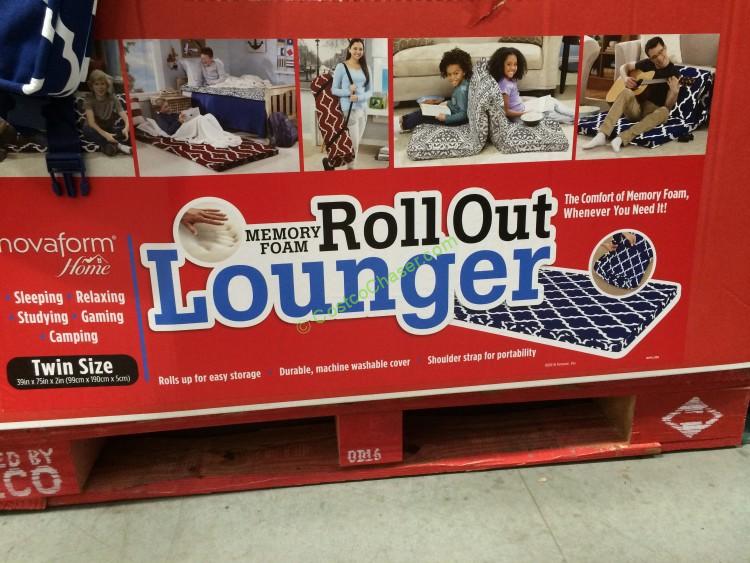 The Comfort of Memory Foam,
Whenever You Need It!
MEMORY
FOAM
Roll Out
Lounger
© CostcoChaser.com
novaform®
Home
• Sleeping • Relaxing
• Studying • Gaming
• Camping
Twin Size
39in x 75in x 2in (99cm x 190cm x 5cm)
Rolls up for easy storage • Durable, machine washable cover • Shoulder strap for portability
ED BY
CO
OB16